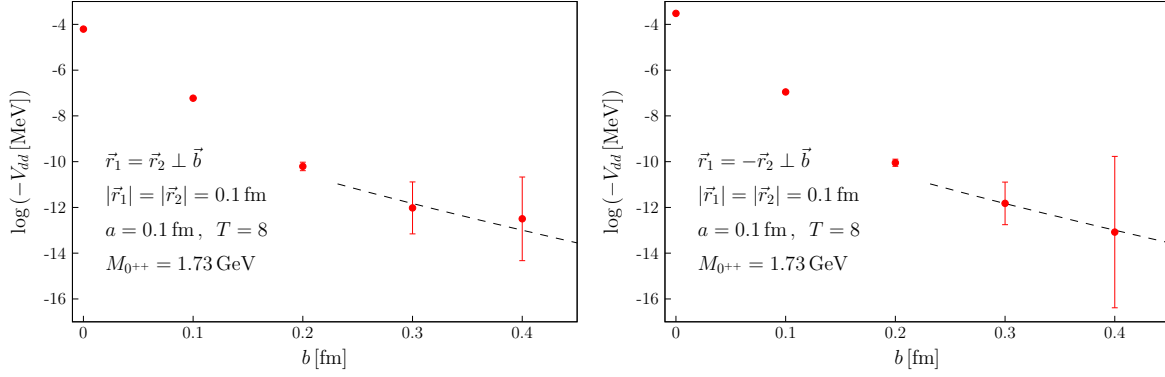 log (−V_dd [MeV])
-4
-6
-8
-10
-12
-14
-16
r⃗₁ = r⃗₂ ⊥ b⃗
|r⃗₁| = |r⃗₂| = 0.1 fm
a = 0.1 fm , T = 8
M₀₊₊ = 1.73 GeV
0 0.1 0.2 0.3 0.4
b [fm]
log (−V_dd [MeV])
-4
-6
-8
-10
-12
-14
-16
r⃗₁ = −r⃗₂ ⊥ b⃗
|r⃗₁| = |r⃗₂| = 0.1 fm
a = 0.1 fm , T = 8
M₀₊₊ = 1.73 GeV
0 0.1 0.2 0.3 0.4
b [fm]